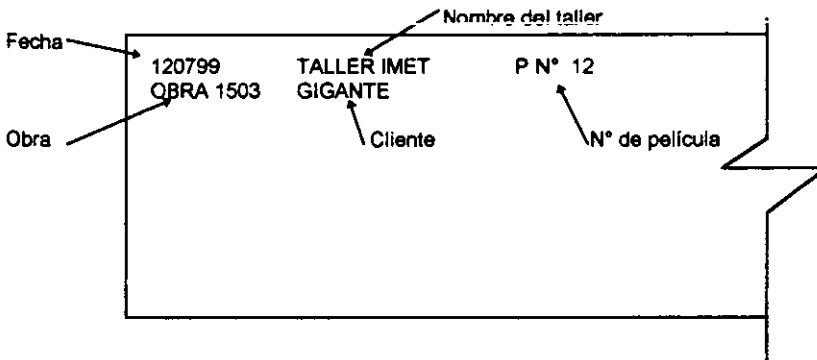 Nombre del taller
Fecha
120799 TALLER IMET P N° 12
OBRA 1503 GIGANTE
Obra Cliente N° de película